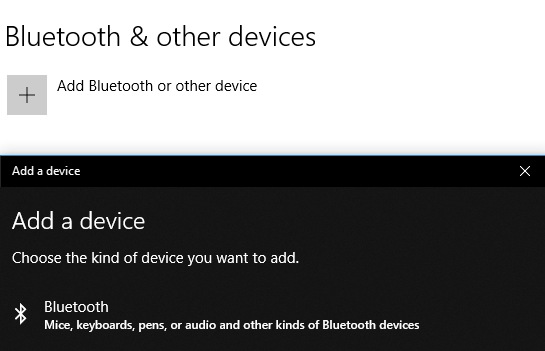 Bluetooth & other devices
Add Bluetooth or other device
Add a device
Add a device
Choose the kind of device you want to add.
Bluetooth
Mice, keyboards, pens, or audio and other kinds of Bluetooth devices